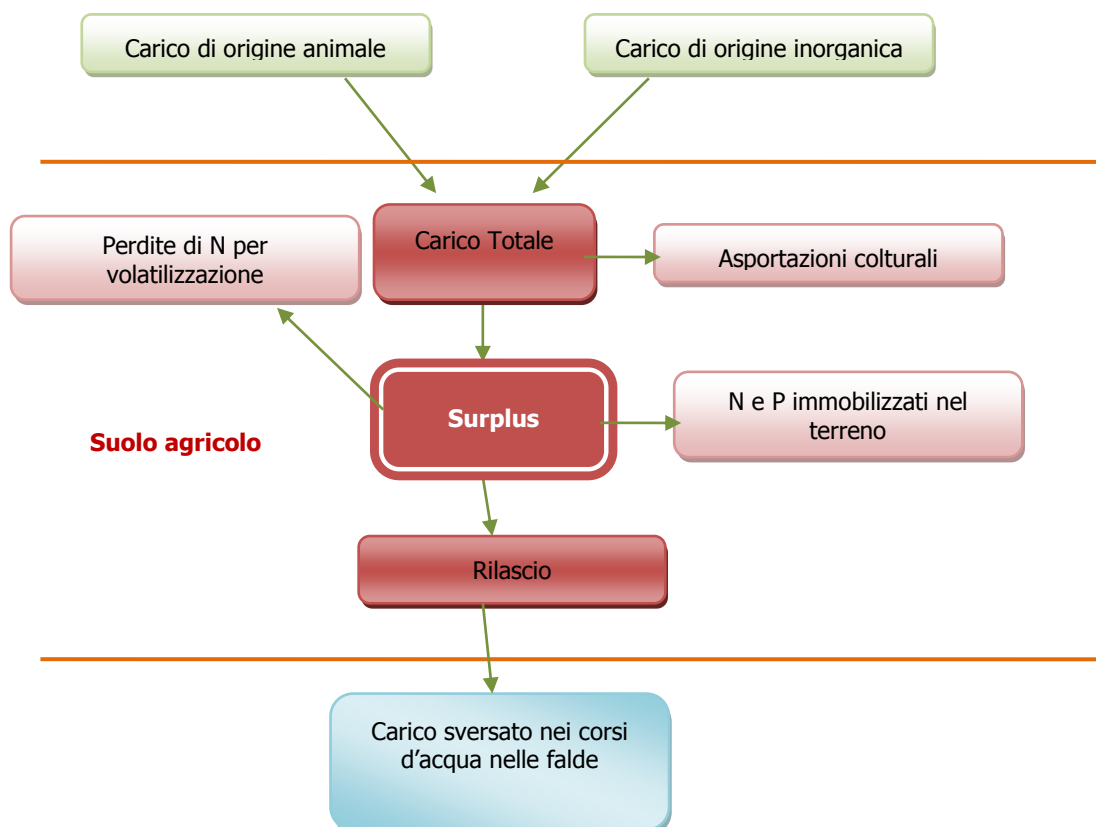 Carico di origine animale
Carico di origine inorganica
Carico Totale
Perdite di N per
volatilizzazione
Asportazioni colturali
Surplus
N e P immobilizzati nel
terreno
Suolo agricolo
Rilascio
Carico sversato nei corsi
d’acqua nelle falde